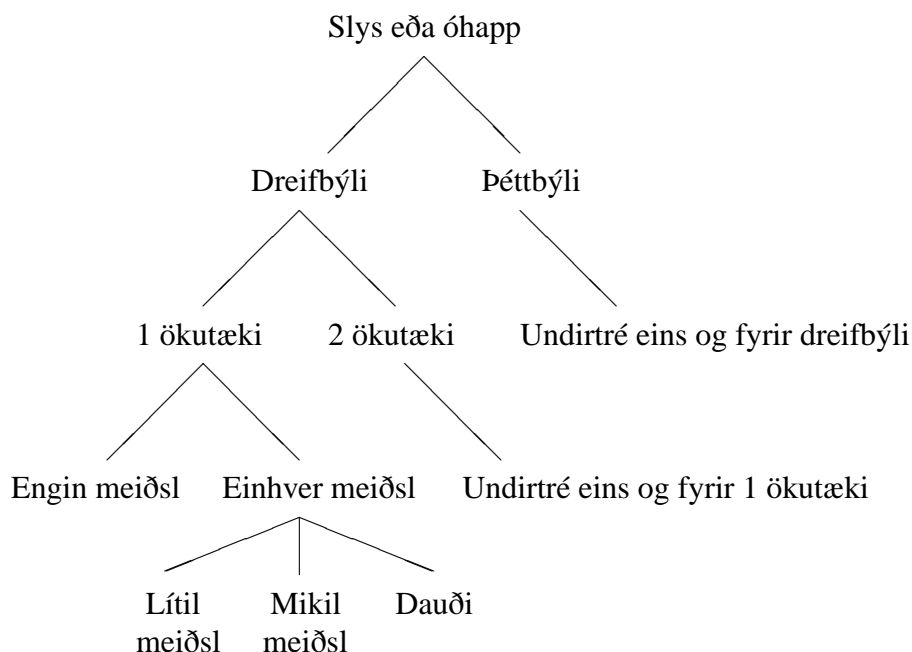 Slys eða óhapp
Dreifbýli
Þéttbýli
1 ökutæki
2 ökutæki
Undirtré eins og fyrir dreifbýli
Engin meiðsl
Einhver meiðsl
Undirtré eins og fyrir 1 ökutæki
Lítil
meiðsl
Mikil
meiðsl
Dauði